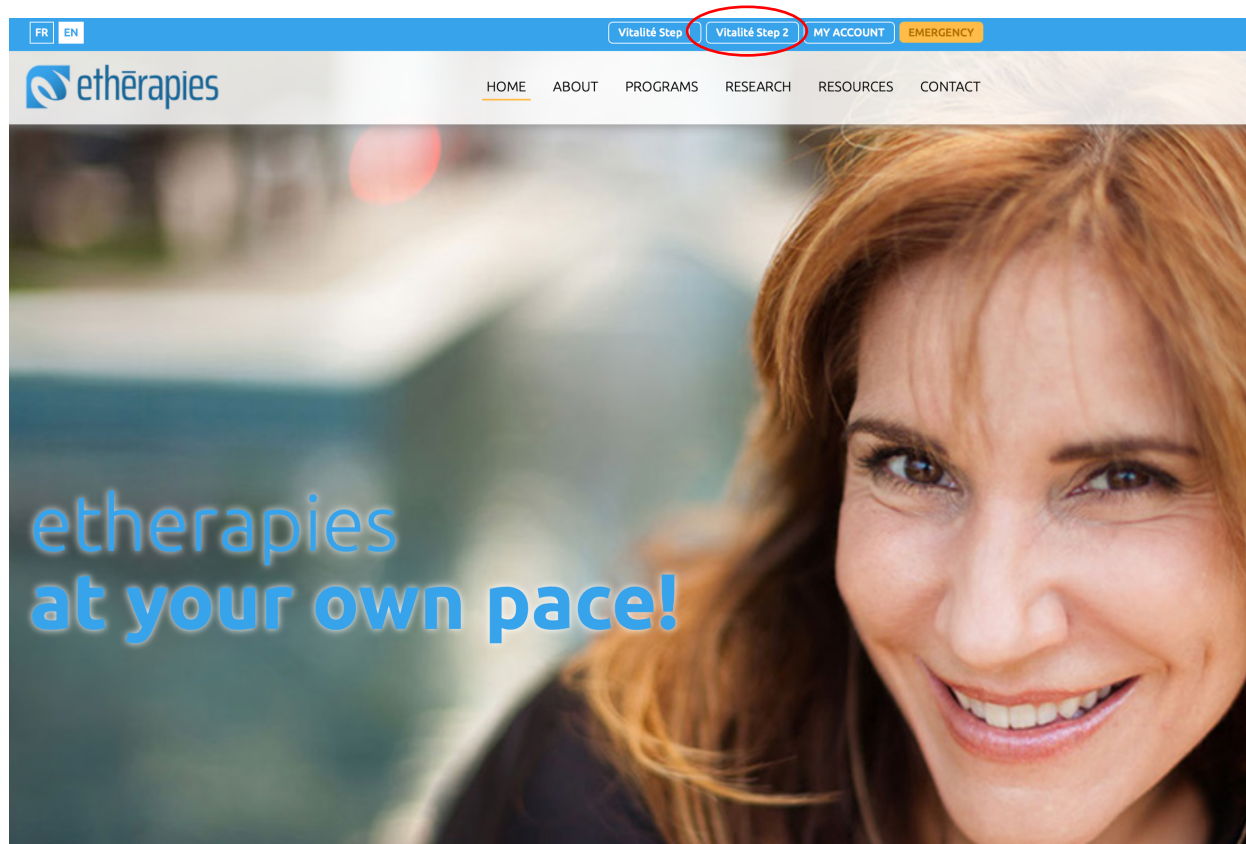 FR EN Vitalité Step Vitalité Step 2 MY ACCOUNT EMERGENCY
ethērapies HOME ABOUT PROGRAMS RESEARCH RESOURCES CONTACT
etherapies
at your own pace!